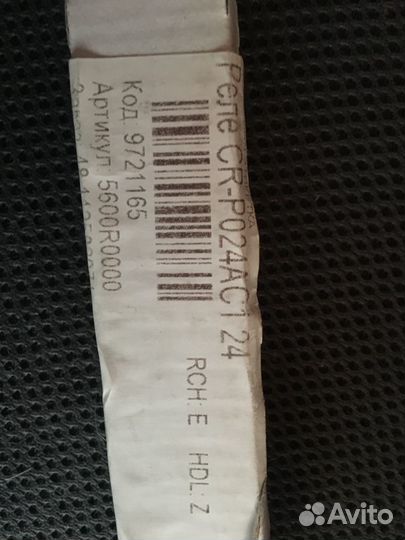 Реле CR-P024AC1 24
Код: 9721165
Артикул: 5600R0000
RCH: E HDL: Z
Avito